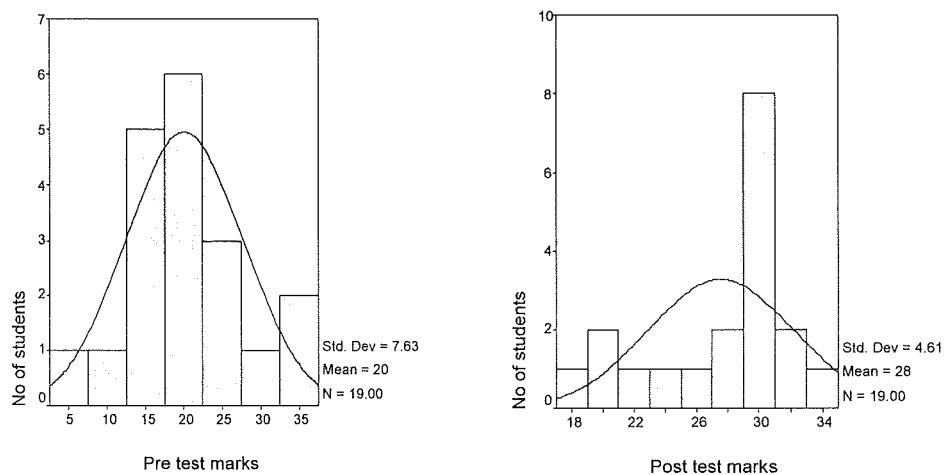 7
6
5
4
3
2
1
0
No of students
5 10 15 20 25 30 35
Pre test marks
Std. Dev = 7.63
Mean = 20
N = 19.00
10
8
6
4
2
0
No of students
18 22 26 30 34
Post test marks
Std. Dev = 4.61
Mean = 28
N = 19.00